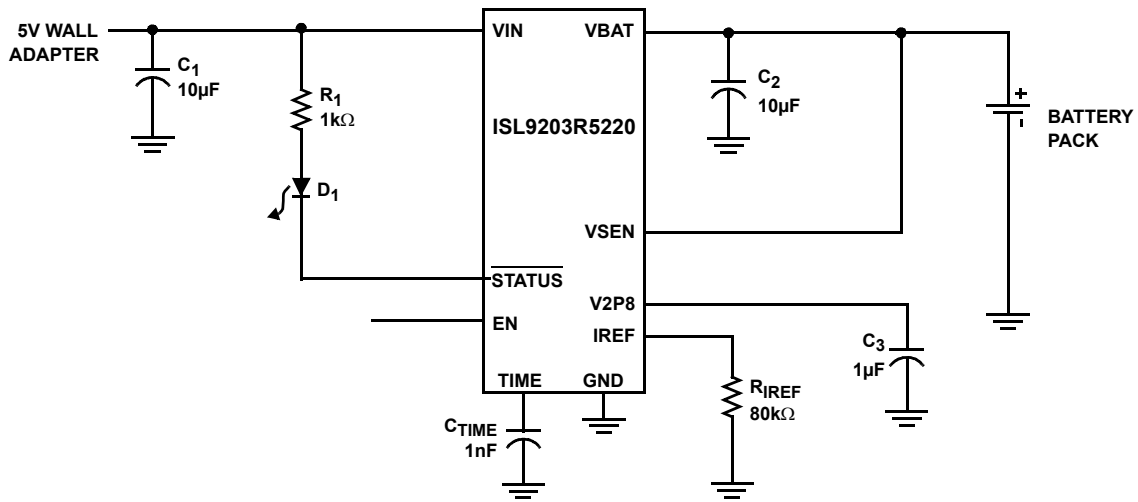 5V WALL
ADAPTER
C1
10µF
R1
1kΩ
D1
VIN
VBAT
ISL9203R5220
VSEN
STATUS
V2P8
EN
IREF
TIME
GND
C2
10µF
+
-
BATTERY
PACK
C3
1µF
RIREF
80kΩ
CTIME
1nF